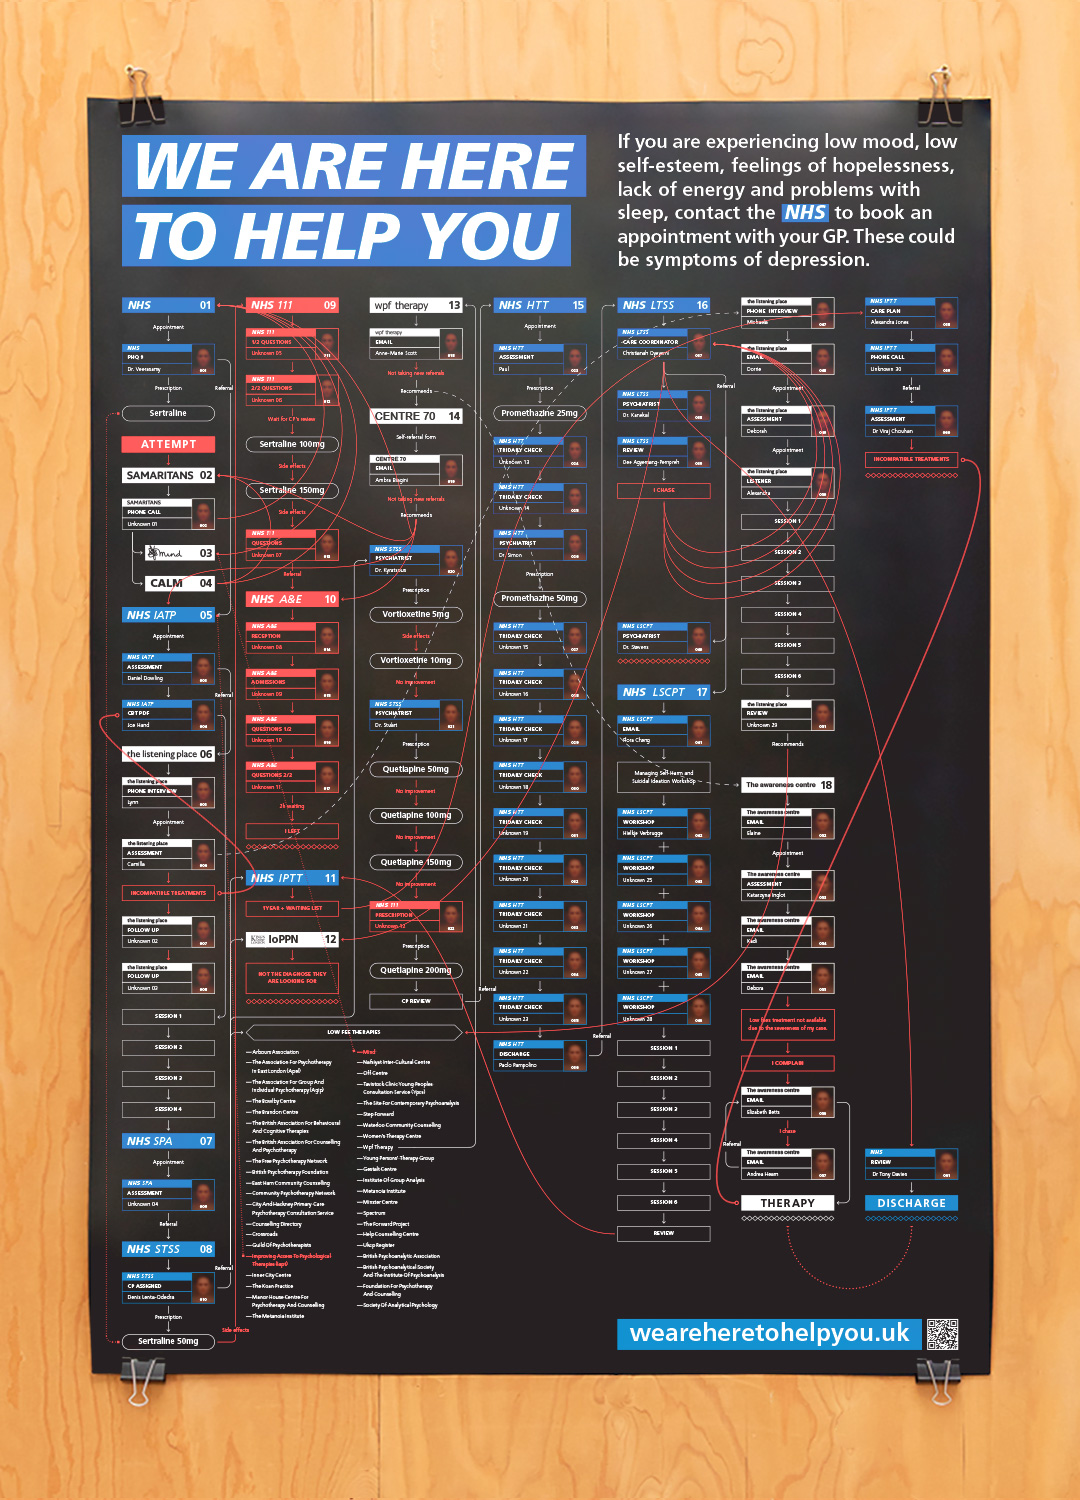 WE ARE HERE
TO HELP YOU
If you are experiencing low mood, low
self-esteem, feelings of hopelessness,
lack of energy and problems with
sleep, contact the NHS to book an
appointment with your GP. These could
be symptoms of depression.
NHS 01
Appointment
NHS
PHQ 9
Dr. Veerasamy
Prescription
Referral
Sertraline
ATTEMPT
SAMARITANS 02
SAMARITANS
PHONE CALL
Unknown 01
mind 03
CALM 04
NHS IATP 05
Appointment
NHS IATP
ASSESSMENT
Daniel Dowling
Referral
NHS IATP
CBT PDF
Joe Hand
the listening place 06
the listening place
PHONE INTERVIEW
Lynn
Appointment
the listening place
ASSESSMENT
Camilla
INCOMPATIBLE TREATMENTS
the listening place
FOLLOW UP
Unknown 02
the listening place
FOLLOW UP
Unknown 03
SESSION 1
SESSION 2
SESSION 3
SESSION 4
NHS SPA 07
Appointment
NHS SPA
ASSESSMENT
Unknown 04
Referral
NHS STSS 08
Referral
NHS STSS
CP ASSIGNED
Denis Lenta-Odedra
Prescription
Sertraline 50mg
Side effects
NHS 111 09
NHS 111
1/2 QUESTIONS
Unknown 05
NHS 111
2/2 QUESTIONS
Unknown 06
Wait for CP's review
Sertraline 100mg
Side effects
Sertraline 150mg
Side effects
NHS 111
QUESTIONS
Unknown 07
Referral
NHS A&E 10
NHS A&E
RECEPTION
Unknown 08
NHS A&E
ADMISSIONS
Unknown 09
NHS A&E
QUESTIONS 1/2
Unknown 10
NHS A&E
QUESTIONS 2/2
Unknown 11
2h waiting
I LEFT
NHS IPTT 11
1 YEAR + WAITING LIST
IoPPN 12
NOT THE DIAGNOSE THEY
ARE LOOKING FOR
LOW FEE THERAPIES
—Arbours Association
—The Association For Psychotherapy
In East London (Apel)
—The Association For Group And
Individual Psychotherapy (Agip)
—The Bowlby Centre
—The Brandon Centre
—The British Association For Behavioural
And Cognitive Therapies
—The British Association For Counselling
And Psychotherapy
—The Free Psychotherapy Network
—British Psychotherapy Foundation
—East Ham Community Counselling
—Community Psychotherapy Network
—City And Hackney Primary Care
Psychotherapy Consultation Service
—Counselling Directory
—Crossroads
—Guild Of Psychotherapists
—Improving Access To Psychological
Therapies (Iapt)
—Inner City Centre
—The Koan Practice
—Manor House Centre For
Psychotherapy And Counselling
—The Metanoia Institute
—Mind
—Nafsiyat Inter-Cultural Centre
—Off Centre
—Tavistock Clinic Young Peoples
Consultation Service (Ypcs)
—The Site For Contemporary Psychoanalysis
—Step Forward
—Waterloo Community Counselling
—Women's Therapy Centre
—Wpf Therapy
—Young Persons' Therapy Group
—Gestalt Centre
—Institute Of Group Analysis
—Metanoia Institute
—Minster Centre
—Spectrum
—The Forward Project
—Help Counselling Centre
—Ukcp Register
—British Psychoanalytic Association
—British Psychoanalytical Society
And The Institute Of Psychoanalysis
—Foundation For Psychotherapy
And Counselling
—Society Of Analytical Psychology
wpf therapy 13
wpf therapy
EMAIL
Anne-Marie Scott
Not taking new referrals
Recommends
CENTRE 70 14
Self-referral form
CENTRE 70
EMAIL
Ambra Biagini
Not taking new referrals
Recommends
NHS STSS
PSYCHIATRIST
Dr. Kyratsous
Prescription
Vortioxetine 5mg
Side effects
Vortioxetine 10mg
No improvement
NHS STSS
PSYCHIATRIST
Dr. Stuart
Prescription
Quetiapine 50mg
No improvement
Quetiapine 100mg
No improvement
Quetiapine 150mg
No improvement
NHS 111
PRESCRIPTION
Unknown 12
Prescription
Quetiapine 200mg
Referral
CP REVIEW
NHS HTT 15
Appointment
NHS HTT
ASSESSMENT
Paul
Prescription
Promethazine 25mg
NHS HTT
TRIDAILY CHECK
Unknown 13
NHS HTT
TRIDAILY CHECK
Unknown 14
NHS HTT
PSYCHIATRIST
Dr. Simon
Prescription
Promethazine 50mg
NHS HTT
TRIDAILY CHECK
Unknown 15
NHS HTT
TRIDAILY CHECK
Unknown 16
NHS HTT
TRIDAILY CHECK
Unknown 17
NHS HTT
TRIDAILY CHECK
Unknown 18
NHS HTT
TRIDAILY CHECK
Unknown 19
NHS HTT
TRIDAILY CHECK
Unknown 20
NHS HTT
TRIDAILY CHECK
Unknown 21
NHS HTT
TRIDAILY CHECK
Unknown 22
NHS HTT
TRIDAILY CHECK
Unknown 23
Referral
NHS HTT
DISCHARGE
Paolo Pampolino
NHS LTSS 16
NHS LTSS
CARE COORDINATOR
Christianah Oyeyemi
Referral
NHS LTSS
PSYCHIATRIST
Dr. Kanakal
NHS LTSS
REVIEW
Dee Agyemang-Pempreh
I CHASE
NHS LSCPT
PSYCHIATRIST
Dr. Stevens
NHS LSCPT 17
NHS LSCPT
EMAIL
Flora Cheng
Managing Self-Harm and
Suicidal Ideation Workshop
NHS LSCPT
WORKSHOP
Hieltje Verbrugge
NHS LSCPT
WORKSHOP
Unknown 25
NHS LSCPT
WORKSHOP
Unknown 26
NHS LSCPT
WORKSHOP
Unknown 27
NHS LSCPT
WORKSHOP
Unknown 28
SESSION 1
SESSION 2
SESSION 3
SESSION 4
SESSION 5
SESSION 6
REVIEW
the listening place
PHONE INTERVIEW
Michaela
the listening place
EMAIL
Dorrie
Appointment
the listening place
ASSESSMENT
Deborah
Appointment
the listening place
LISTENER
Alexandra
SESSION 1
SESSION 2
SESSION 3
SESSION 4
SESSION 5
SESSION 6
the listening place
REVIEW
Unknown 29
Recommends
The awareness centre 18
The awareness centre
EMAIL
Elaine
Appointment
The awareness centre
ASSESSMENT
Katarzyna Inglot
The awareness centre
EMAIL
Kadi
The awareness centre
EMAIL
Debora
Low fees treatment not available
due to the severeness of my case.
I COMPLAIN
The awareness centre
EMAIL
Elizabeth Betts
I chase
Referral
The awareness centre
EMAIL
Andrea Hearn
THERAPY
NHS IPTT
CARE PLAN
Alexandra Jones
NHS IPTT
PHONE CALL
Unknown 30
Referral
NHS IPTT
ASSESSMENT
Dr Viraj Chouhan
INCOMPATIBLE TREATMENTS
NHS
REVIEW
Dr Tony Davies
DISCHARGE
weareheretohelpyou.uk